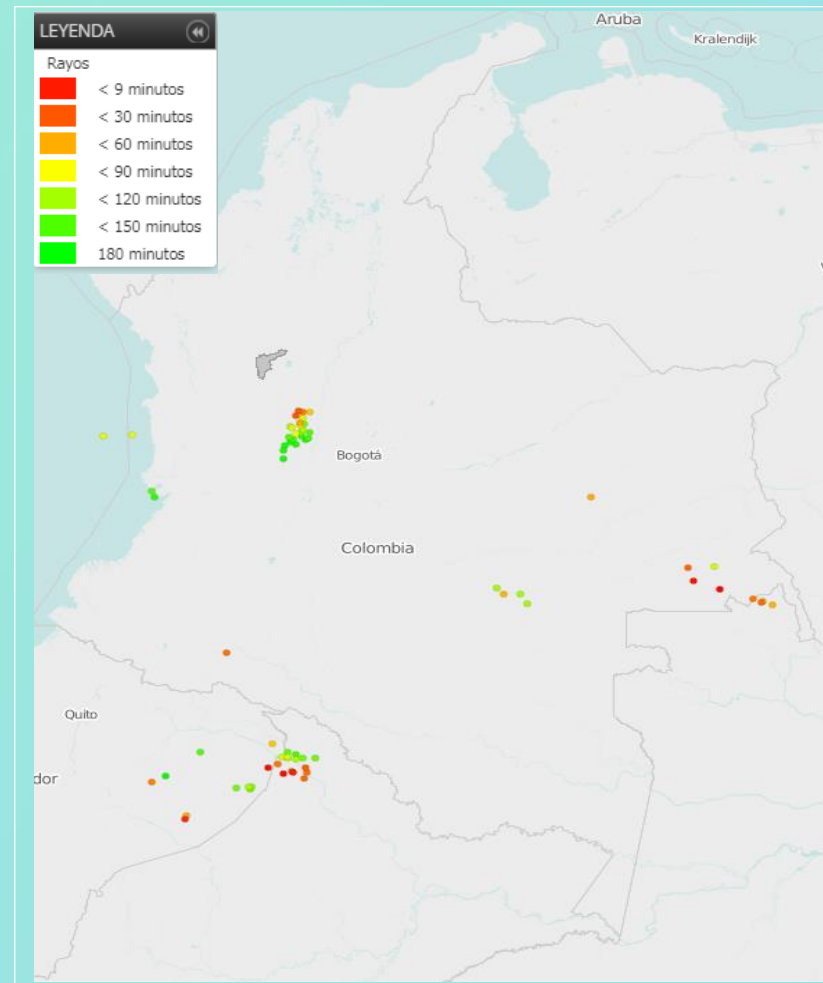 LEYENDA
Rayos
< 9 minutos
< 30 minutos
< 60 minutos
< 90 minutos
< 120 minutos
< 150 minutos
180 minutos
Aruba
Kralendijk
Bogotá
Colombia
Quito
dor